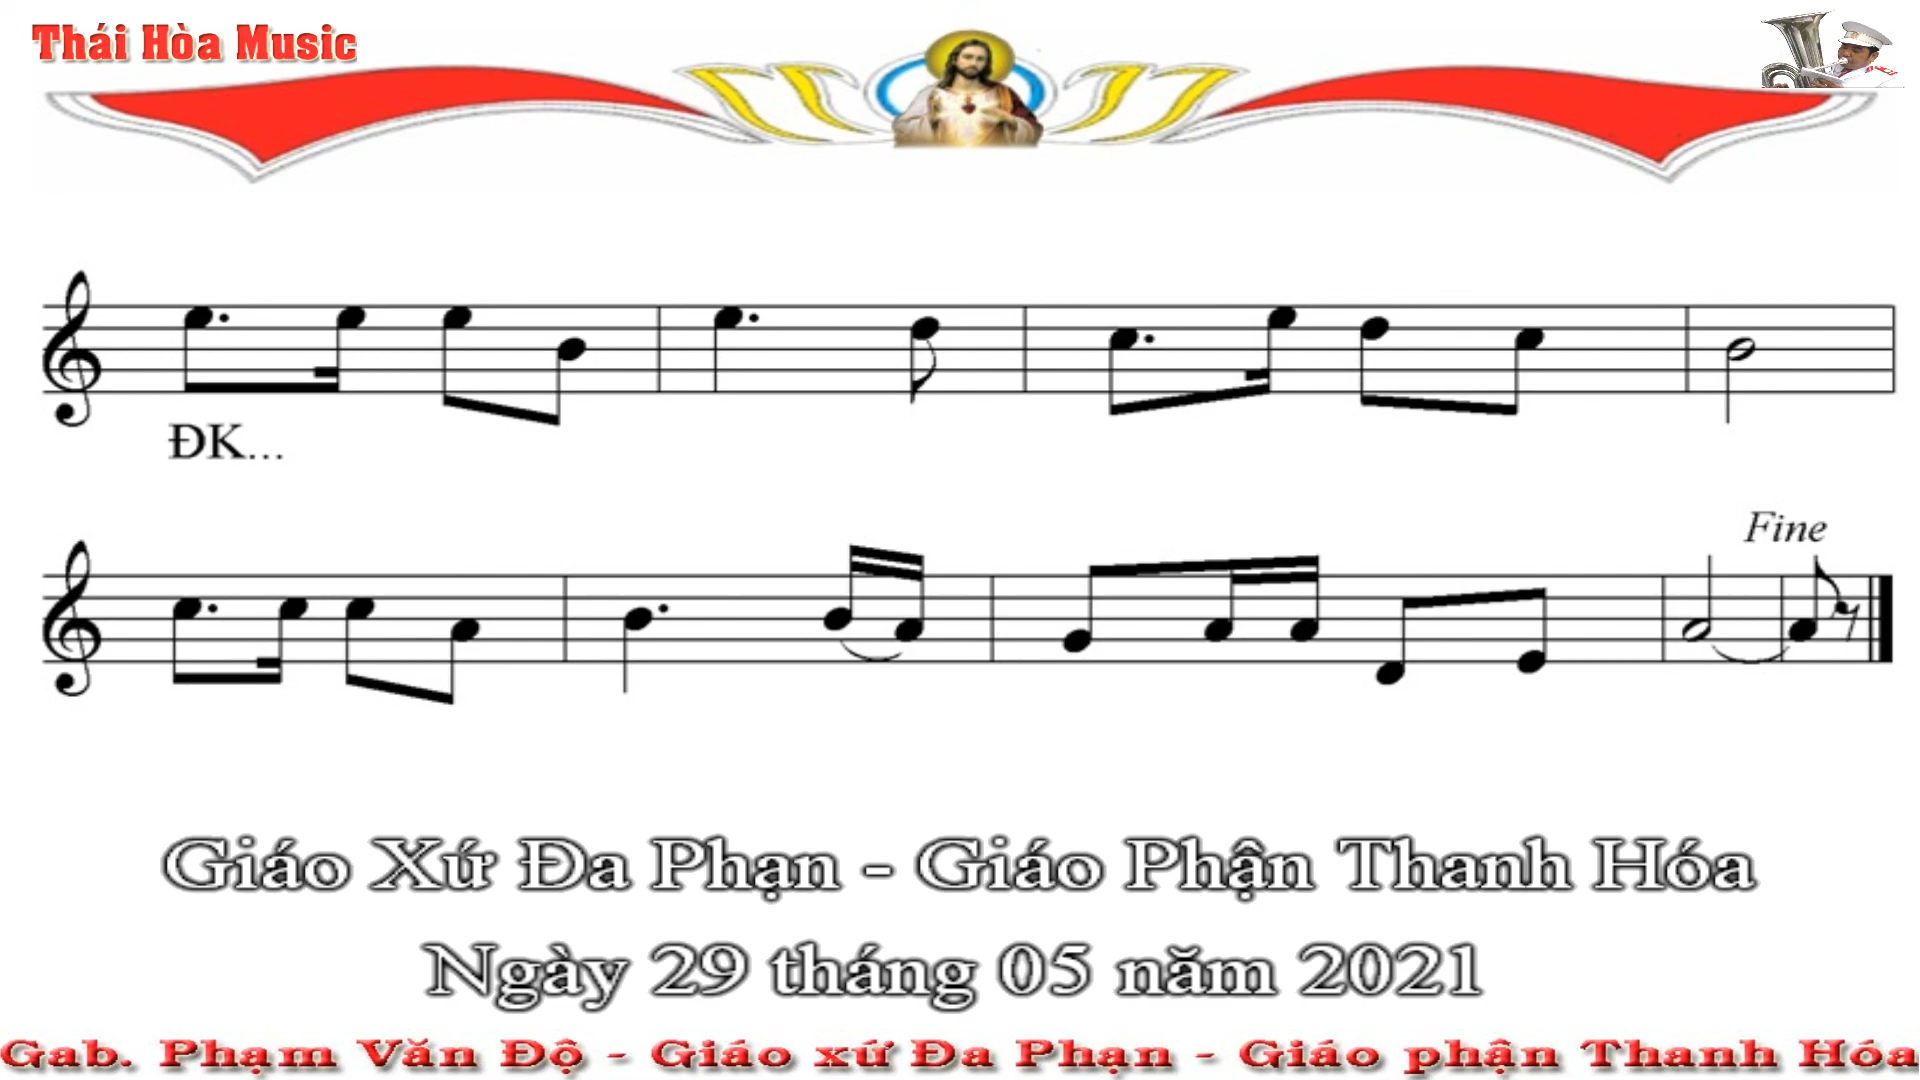 Thái Hòa Music
ĐK...
Fine
Giáo Xứ Đa Phạn - Giáo Phận Thanh Hóa
Ngày 29 tháng 05 năm 2021
Gab. Phạm Văn Độ - Giáo xứ Đa Phạn - Giáo phận Thanh Hóa